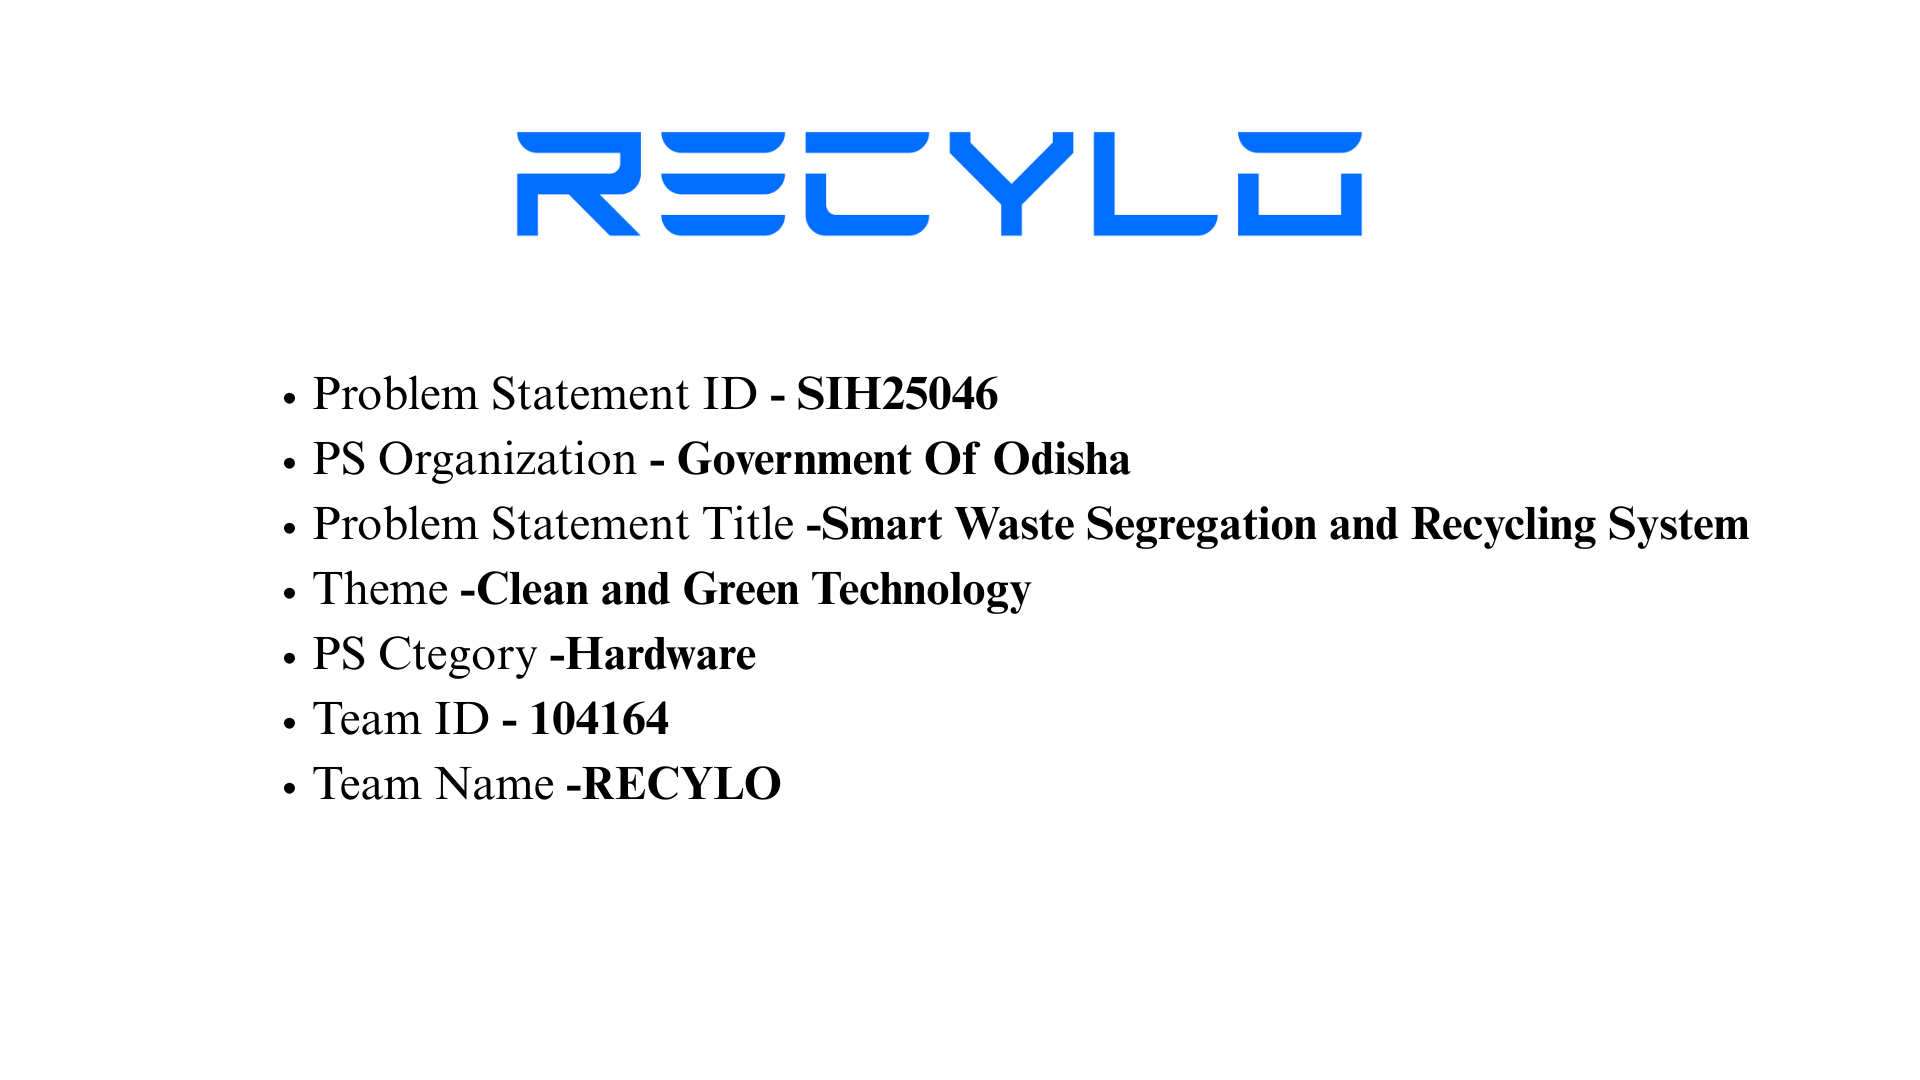 RECYLO
• Problem Statement ID - SIH25046
• PS Organization - Government Of Odisha
• Problem Statement Title -Smart Waste Segregation and Recycling System
• Theme -Clean and Green Technology
• PS Ctegory -Hardware
• Team ID - 104164
• Team Name -RECYLO